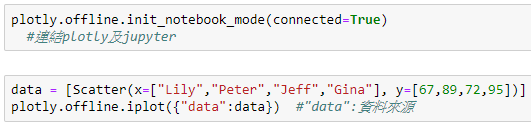 plotly.offline.init_notebook_mode(connected=True)
#連結plotly及jupyter
data = [Scatter(x=["Lily","Peter","Jeff","Gina"], y=[67,89,72,95])]
plotly.offline.iplot({"data":data})  #"data":資料來源